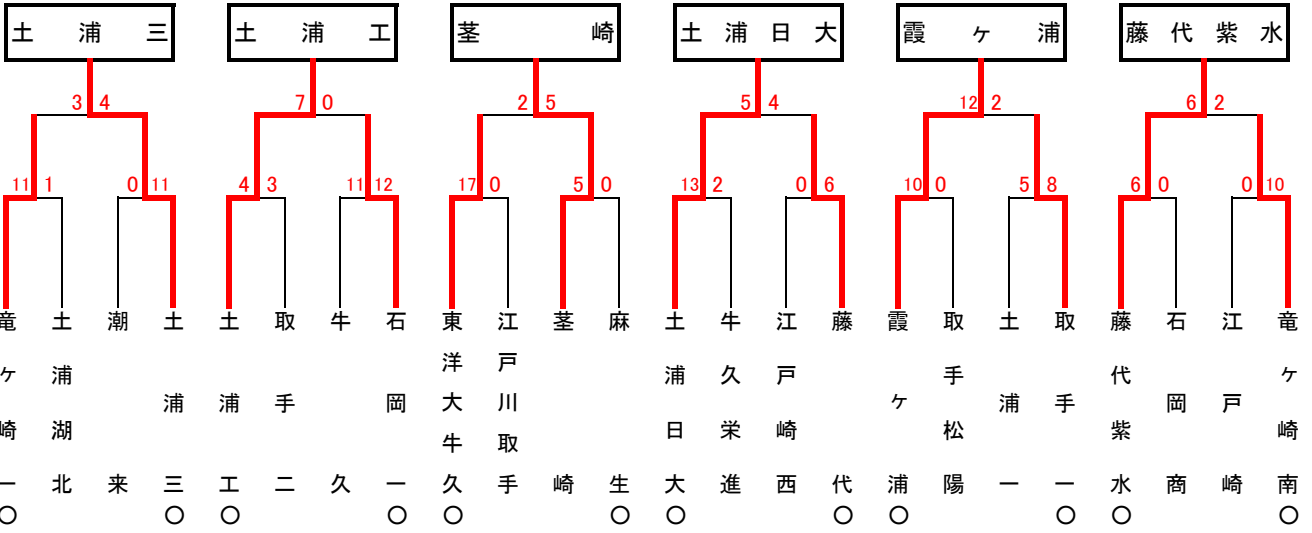 土浦三 土浦工 茎崎 土浦日大 霞ヶ浦 藤代紫水
3 4 7 0 2 5 5 4 12 2 6 2
11 1 0 11 4 3 11 12 17 0 5 0 13 2 0 6 10 0 5 8 6 0 0 10
竜ヶ崎一
土浦湖北
潮来
土浦三
土浦工
取手二
牛久
石岡一
東洋大牛久
江戸川取手
茎崎
麻生
土浦日大
牛久栄進
江戸崎西
藤代
霞ヶ浦
取手松陽
土浦一
取手一
藤代紫水
石岡商
江戸崎
竜ヶ崎南
○ ○ ○ ○ ○ ○ ○ ○ ○ ○ ○ ○